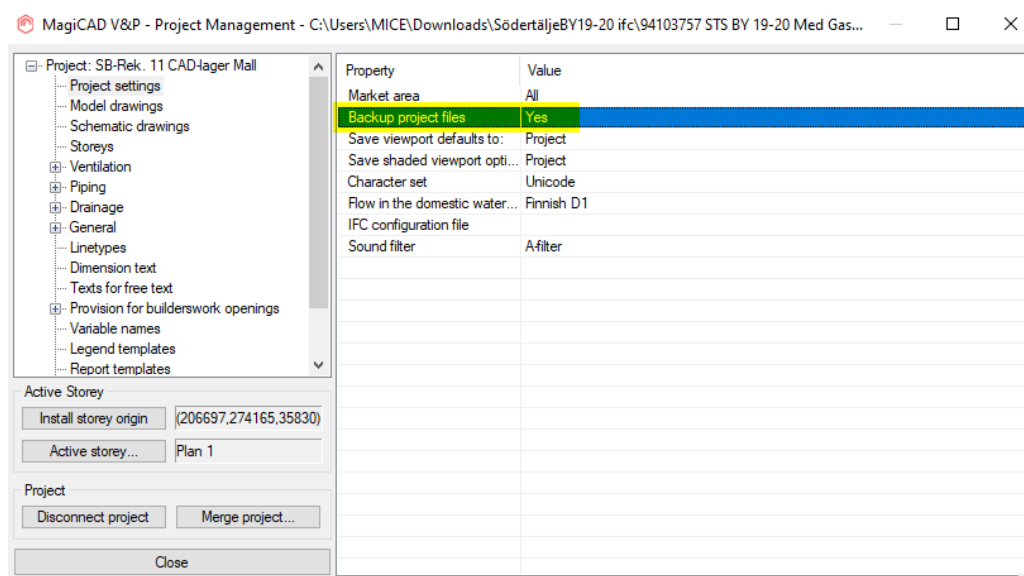 MagiCAD V&P - Project Management - C:\Users\MICE\Downloads\SödertäljeBY19-20 ifc\94103757 STS BY 19-20 Med Gas...
Project: SB-Rek. 11 CAD-lager Mall
Project settings
Model drawings
Schematic drawings
Storeys
Ventilation
Piping
Drainage
General
Linetypes
Dimension text
Texts for free text
Provision for builderswork openings
Variable names
Legend templates
Report templates
Active Storey
Install storey origin (206697,274165,35830)
Active storey... Plan 1
Project
Disconnect project Merge project...
Close
Property Value
Market area All
Backup project files Yes
Save viewport defaults to: Project
Save shaded viewport opti... Project
Character set Unicode
Flow in the domestic water... Finnish D1
IFC configuration file
Sound filter A-filter